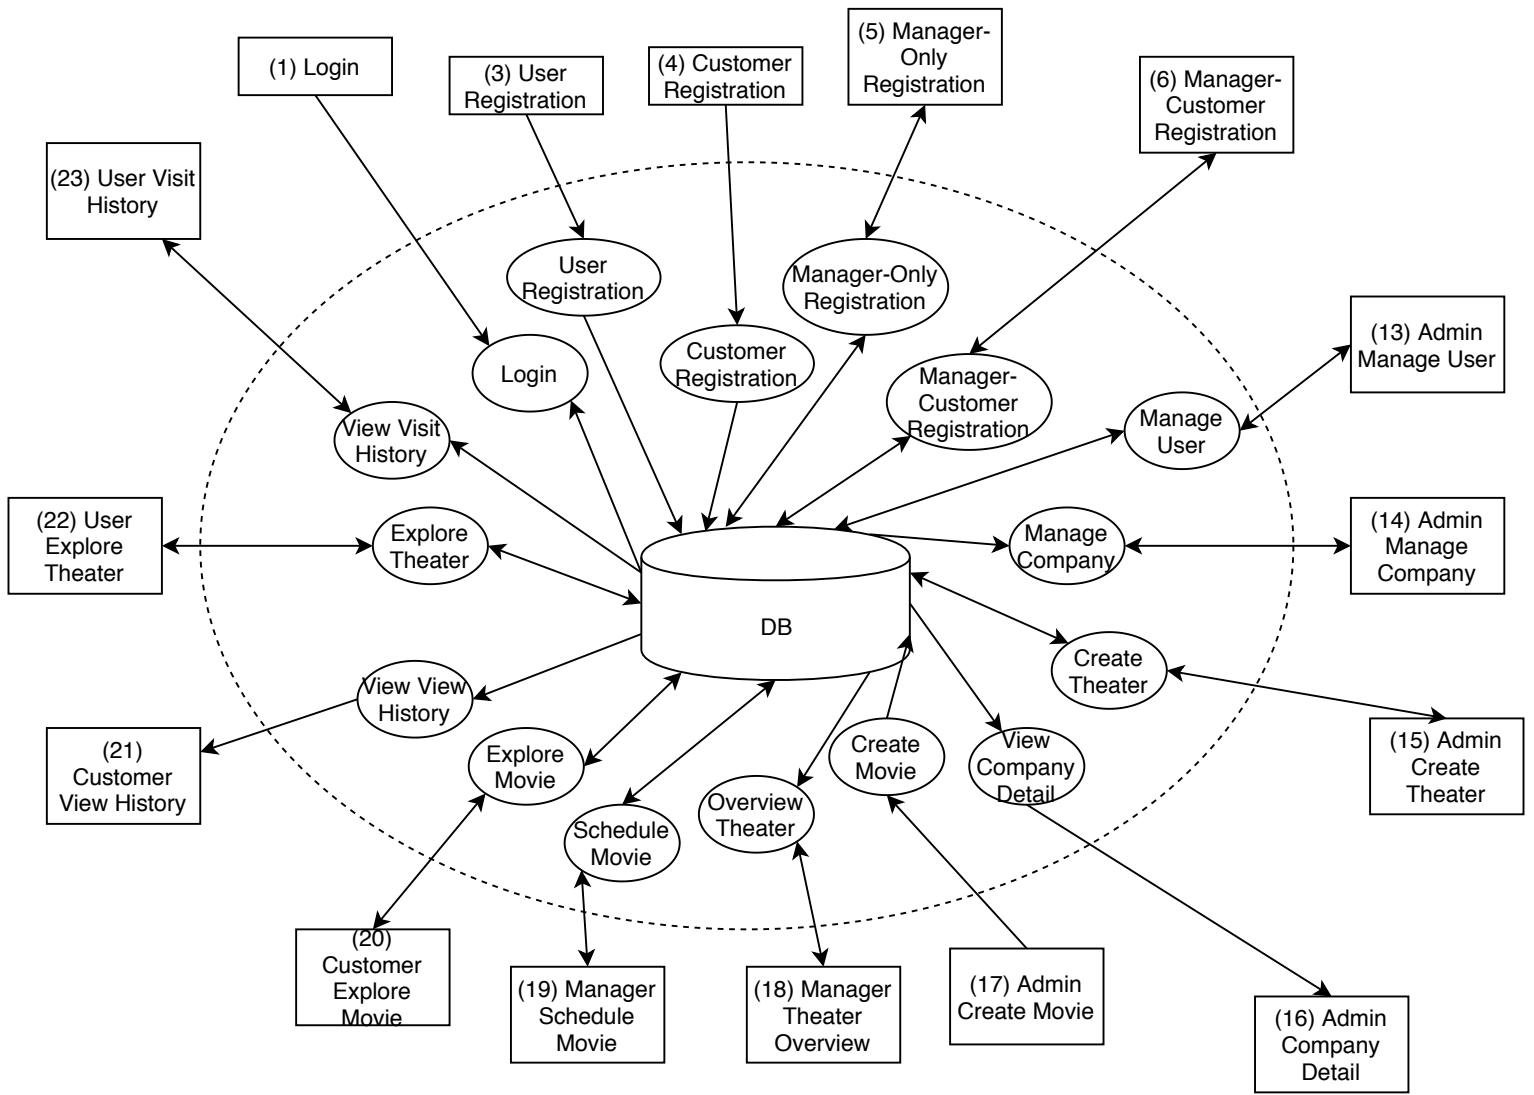 (1) Login
(3) User
Registration
(4) Customer
Registration
(5) Manager-
Only
Registration
(6) Manager-
Customer
Registration
(23) User Visit
History
User
Registration
Manager-Only
Registration
Login
Customer
Registration
Manager-
Customer
Registration
(13) Admin
Manage User
View Visit
History
Manage
User
(22) User
Explore
Theater
Explore
Theater
Manage
Company
(14) Admin
Manage
Company
DB
View View
History
Create
Theater
(21)
Customer
View History
Explore
Movie
Create
Movie
View
Company
Detail
(15) Admin
Create
Theater
Schedule
Movie
Overview
Theater
(20)
Customer
Explore
Movie
(19) Manager
Schedule
Movie
(18) Manager
Theater
Overview
(17) Admin
Create Movie
(16) Admin
Company
Detail